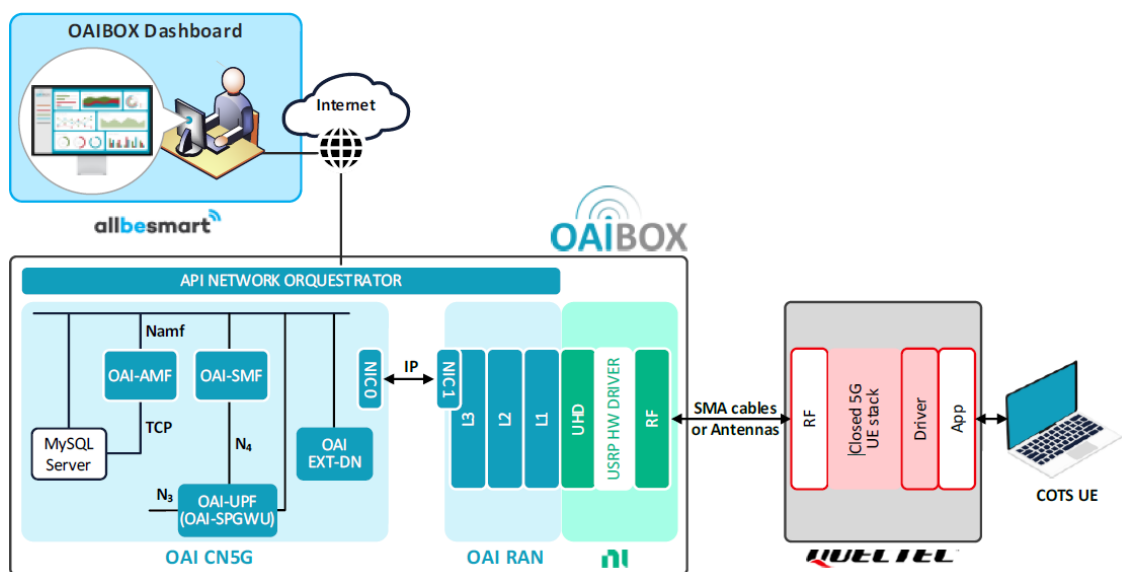 OAIBOX Dashboard
Internet
allbesmart
OAIBOX
API NETWORK ORQUESTRATOR
Namf
OAI-AMF
OAI-SMF
NIC0
IP
NIC1
L3
L2
L1
UHD
USRP HW DRIVER
RF
SMA cables
or Antennas
RF
Closed 5G
UE stack
Driver
App
TCP
MySQL
Server
N4
OAI
EXT-DN
N3
OAI-UPF
(OAI-SPGWU)
COTS UE
OAI CN5G
OAI RAN
ni
QUECTEL